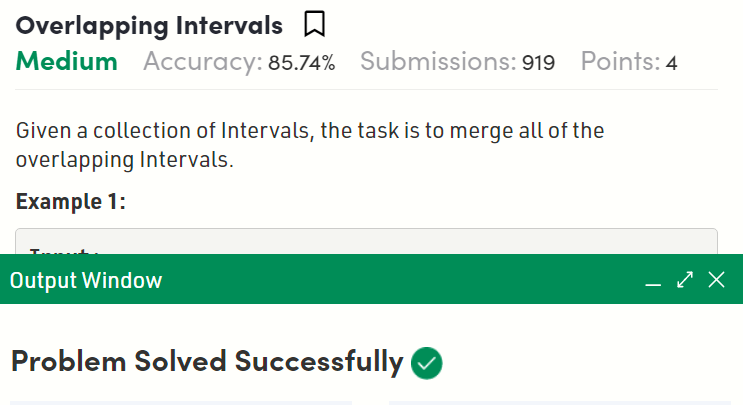 Overlapping Intervals
Medium Accuracy: 85.74% Submissions: 919 Points: 4
Given a collection of Intervals, the task is to merge all of the
overlapping Intervals.
Example 1:
Output Window
Problem Solved Successfully